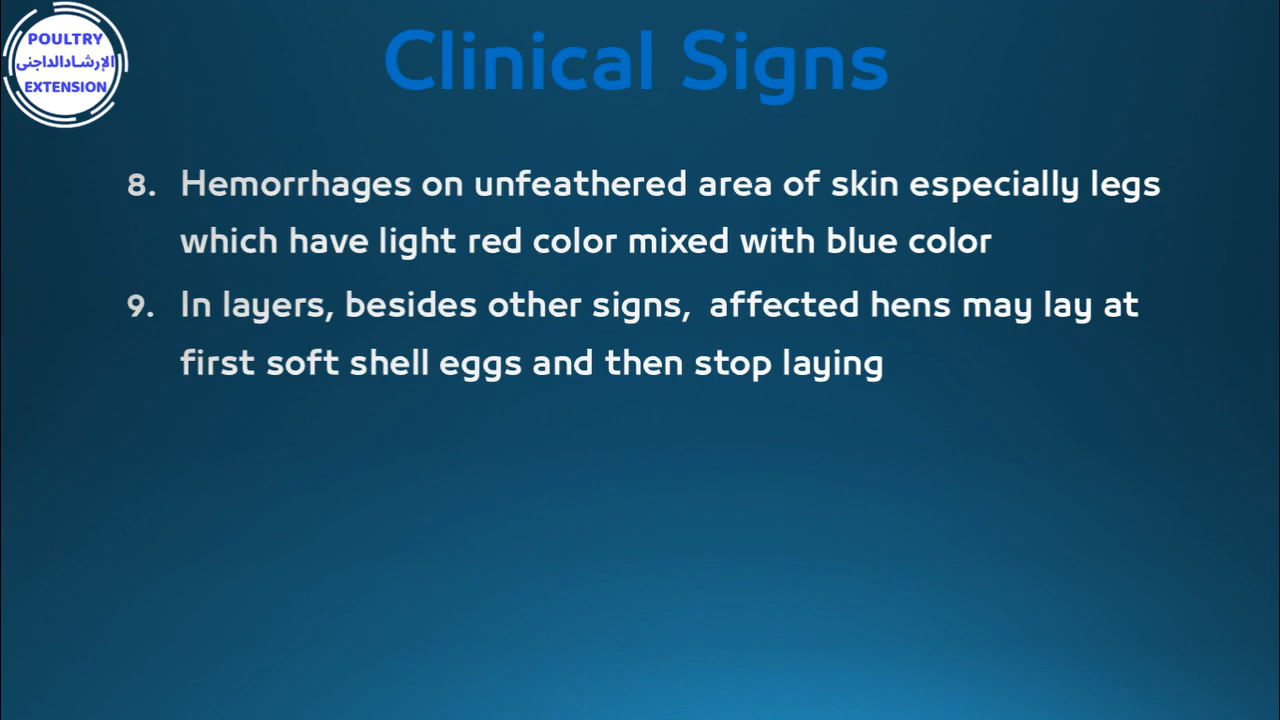 POULTRY
الإرشادالداجنى
EXTENSION
Clinical Signs
8. Hemorrhages on unfeathered area of skin especially legs
which have light red color mixed with blue color
9. In layers, besides other signs, affected hens may lay at
first soft shell eggs and then stop laying